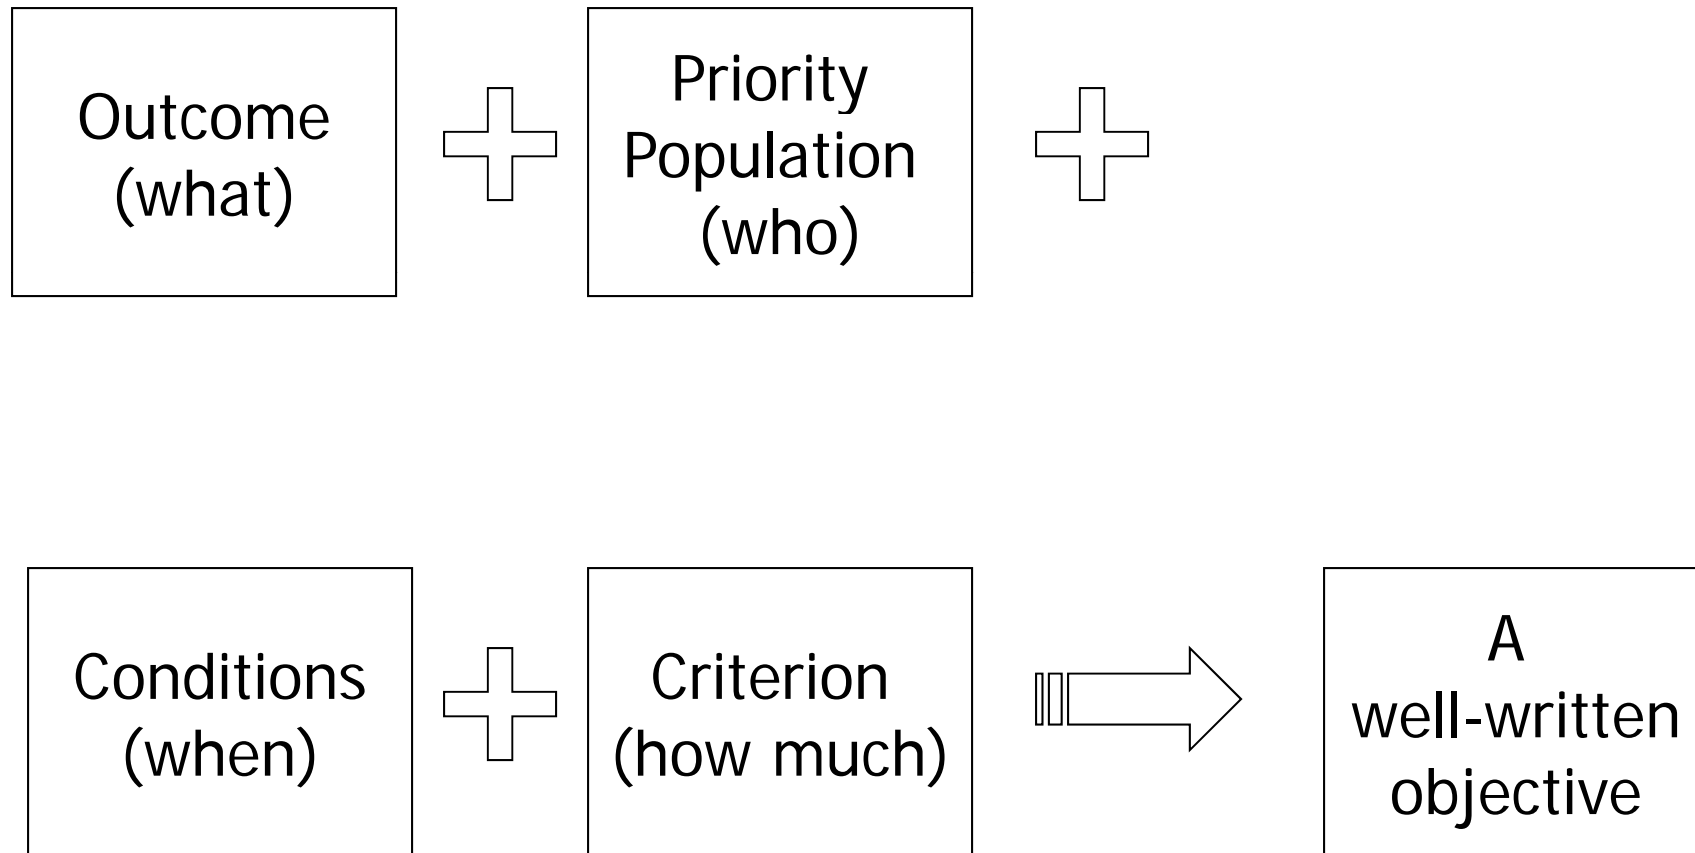 Outcome
(what)
Priority
Population
(who)
Conditions
(when)
Criterion
(how much)
A
well-written
objective